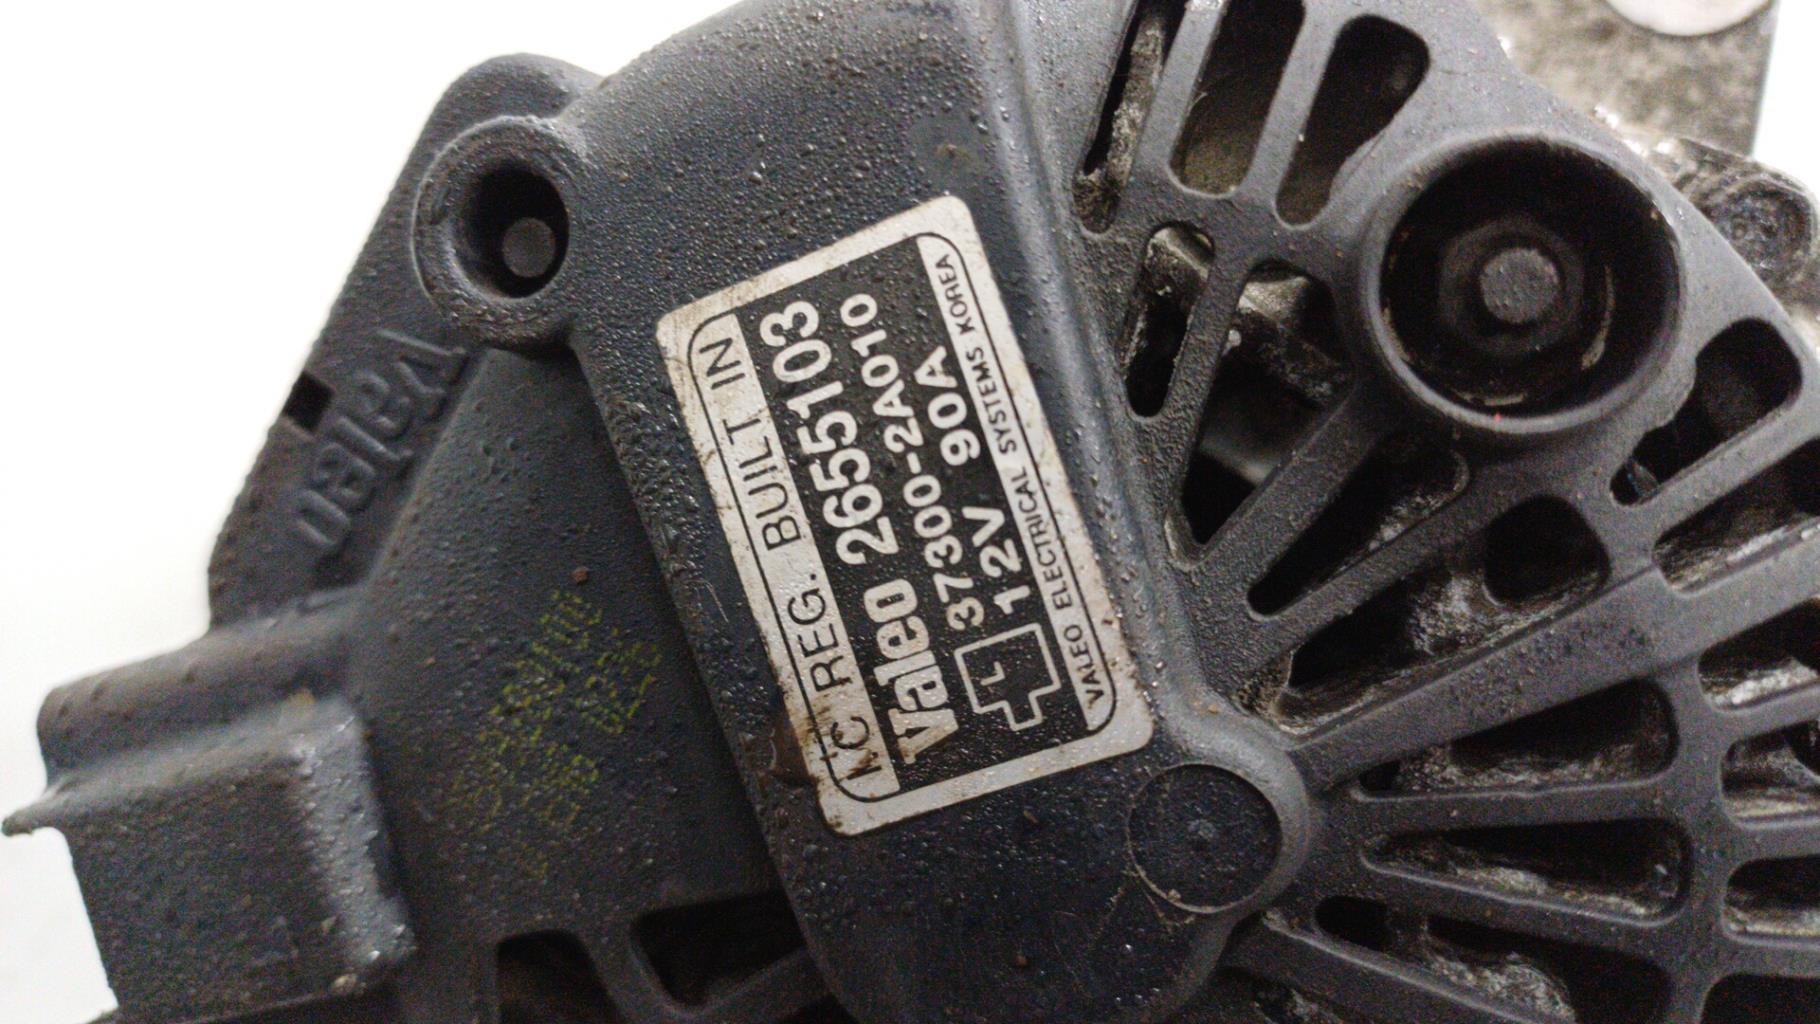 IC REG. BUILT IN
Valeo 2655103
37300-2A010
12V 90A
VALEO ELECTRICAL SYSTEMS KOREA
Valeo